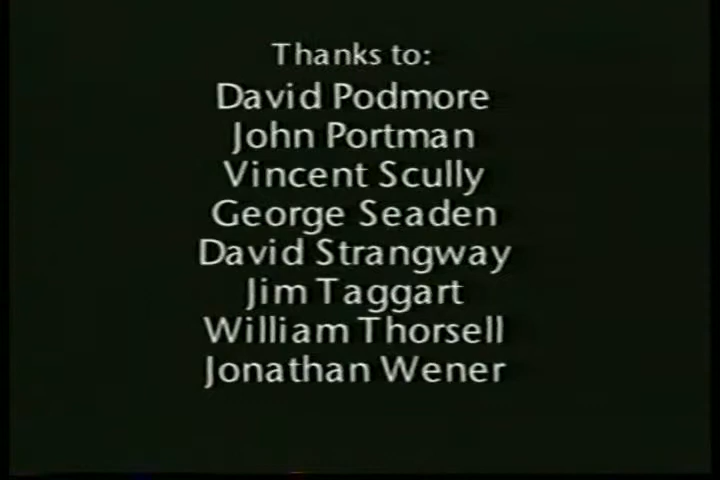 Thanks to:
David Podmore
John Portman
Vincent Scully
George Seaden
David Strangway
Jim Taggart
William Thorsell
Jonathan Wener